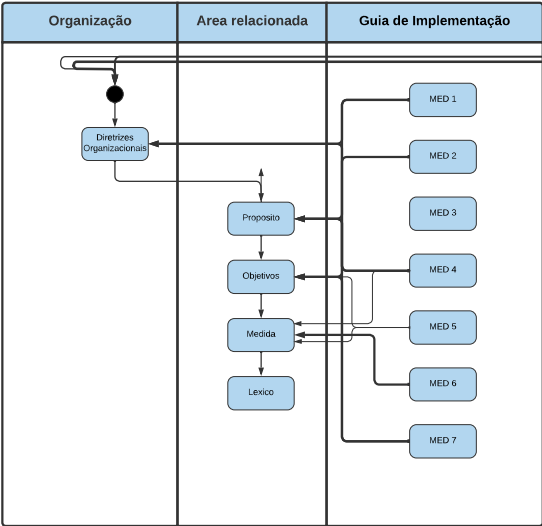 Organização
Area relacionada
Guia de Implementação
Diretrizes
Organizacionais
Proposito
Objetivos
Medida
Lexico
MED 1
MED 2
MED 3
MED 4
MED 5
MED 6
MED 7